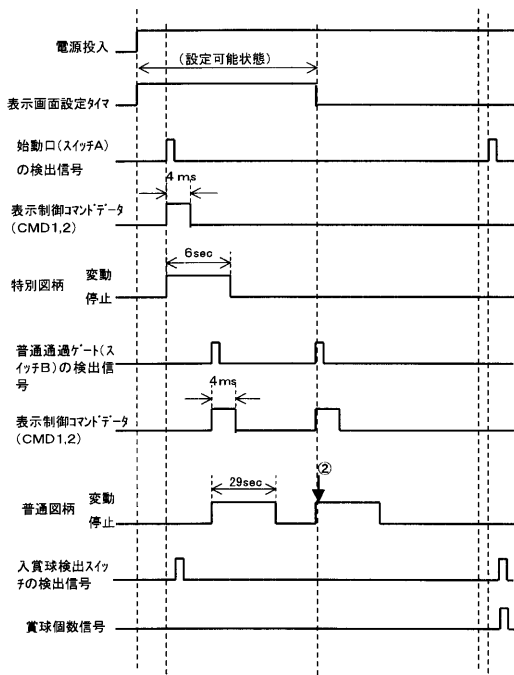 電源投入
(設定可能状態)
表示画面設定タイマ
始動口(スイッチA)
の検出信号
4ms
表示制御コマンドデータ
(CMD1,2)
6sec
特別図柄
変動
停止
普通通過ゲート(ス
イッチB)の検出信
号
4ms
表示制御コマンドデータ
(CMD1,2)
②
29sec
普通図柄
変動
停止
入賞球検出スイッ
チの検出信号
賞球個数信号